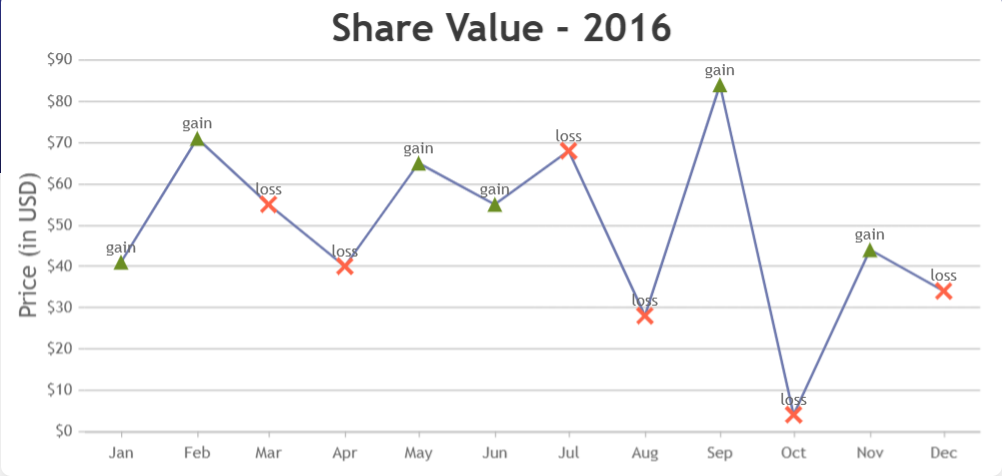 Share Value - 2016
Price (in USD)
$90
$80
$70
$60
$50
$40
$30
$20
$10
$0
gain
gain
loss
loss
gain
gain
loss
loss
gain
loss
gain
loss
Jan Feb Mar Apr May Jun Jul Aug Sep Oct Nov Dec